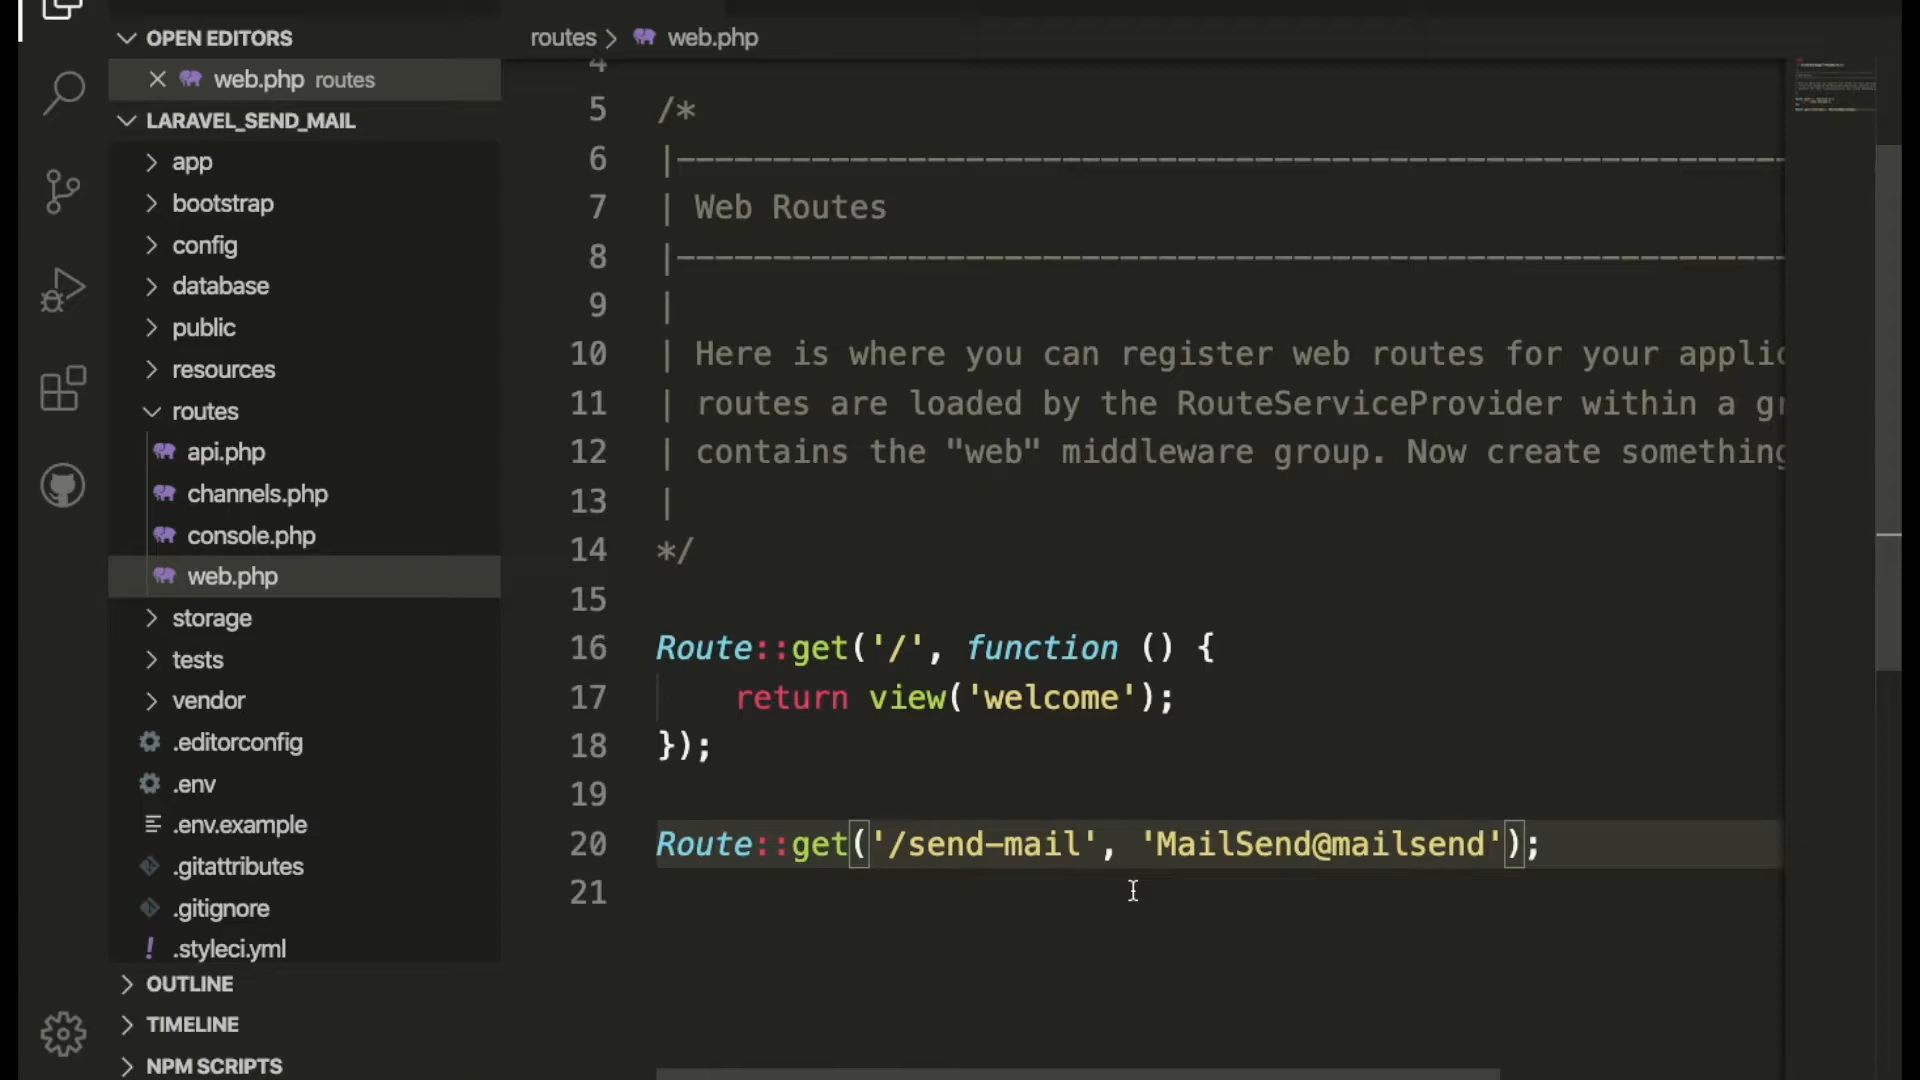 OPEN EDITORS
web.php routes
LARAVEL_SEND_MAIL
app
bootstrap
config
database
public
resources
routes
api.php
channels.php
console.php
web.php
storage
tests
vendor
.editorconfig
.env
.env.example
.gitattributes
.gitignore
.styleci.yml
OUTLINE
TIMELINE
NPM SCRIPTS
routes > web.php
4
5 /*
6 |--------------------------------------------------------------------------
7 | Web Routes
8 |--------------------------------------------------------------------------
9 |
10 | Here is where you can register web routes for your applic
11 | routes are loaded by the RouteServiceProvider within a gr
12 | contains the "web" middleware group. Now create something
13 |
14 */
15
16 Route::get('/', function () {
17 return view('welcome');
18 });
19
20 Route::get('/send-mail', 'MailSend@mailsend');
21